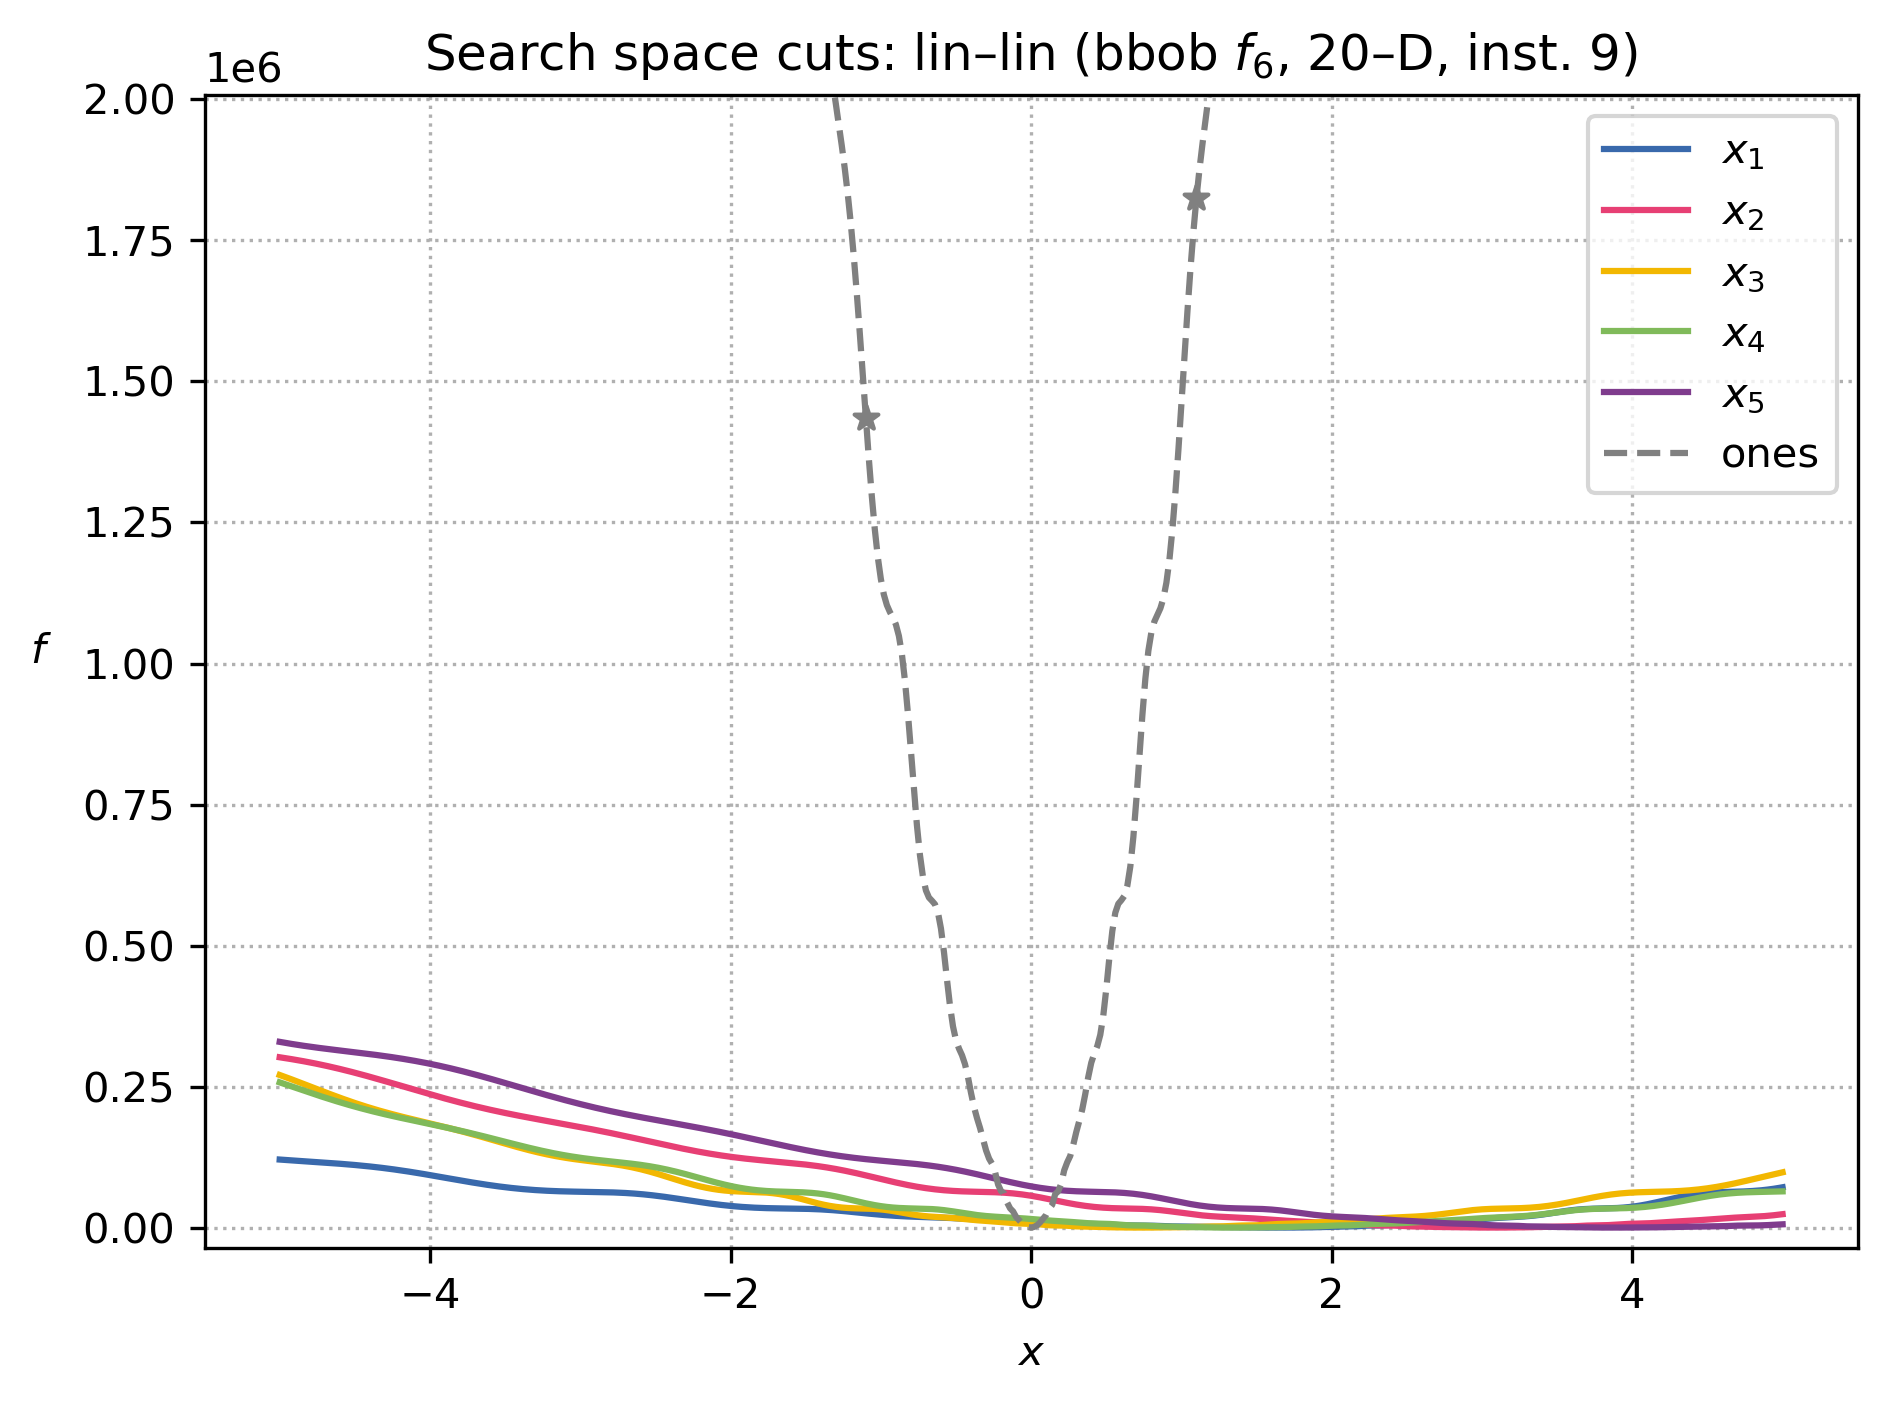 Search space cuts: lin–lin (bbob f₆, 20–D, inst. 9)
1e6
2.00
1.75
1.50
1.25
1.00
0.75
0.50
0.25
0.00
f
x₁
x₂
x₃
x₄
x₅
ones
−4 −2 0 2 4
x